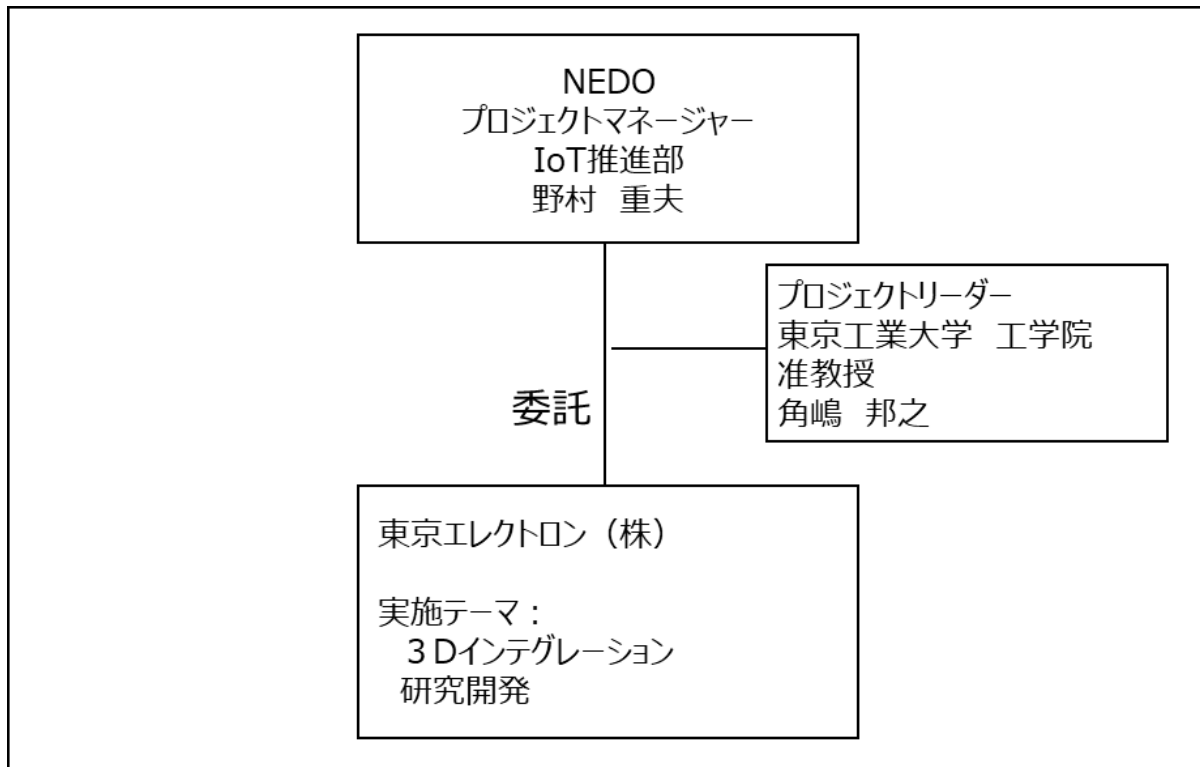 NEDO
プロジェクトマネージャー
IoT推進部
野村　重夫
プロジェクトリーダー
東京工業大学　工学院
准教授
角嶋　邦之
委託
東京エレクトロン（株）
実施テーマ：
３Dインテグレーション
研究開発